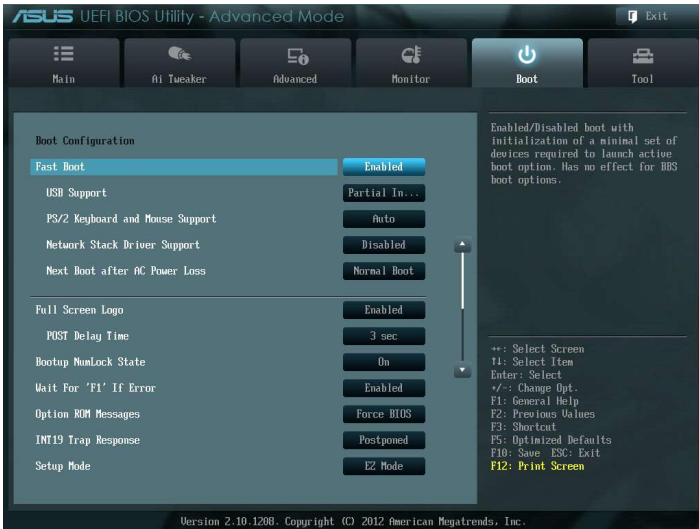 ASUS UEFI BIOS Utility - Advanced Mode
Exit
Main
Ai Tweaker
Advanced
Monitor
Boot
Tool
Boot Configuration
Fast Boot Enabled
USB Support Partial In...
PS/2 Keyboard and Mouse Support Auto
Network Stack Driver Support Disabled
Next Boot after AC Power Loss Normal Boot
Full Screen Logo Enabled
POST Delay Time 3 sec
Bootup NumLock State On
Wait For 'F1' If Error Enabled
Option ROM Messages Force BIOS
INT19 Trap Response Postponed
Setup Mode EZ Mode
Enabled/Disabled boot with
initialization of a minimal set of
devices required to launch active
boot option. Has no effect for BBS
boot options.
→←: Select Screen
↑↓: Select Item
Enter: Select
+/-: Change Opt.
F1: General Help
F2: Previous Values
F3: Shortcut
F5: Optimized Defaults
F10: Save  ESC: Exit
F12: Print Screen
Version 2.10.1208. Copyright (C) 2012 American Megatrends, Inc.